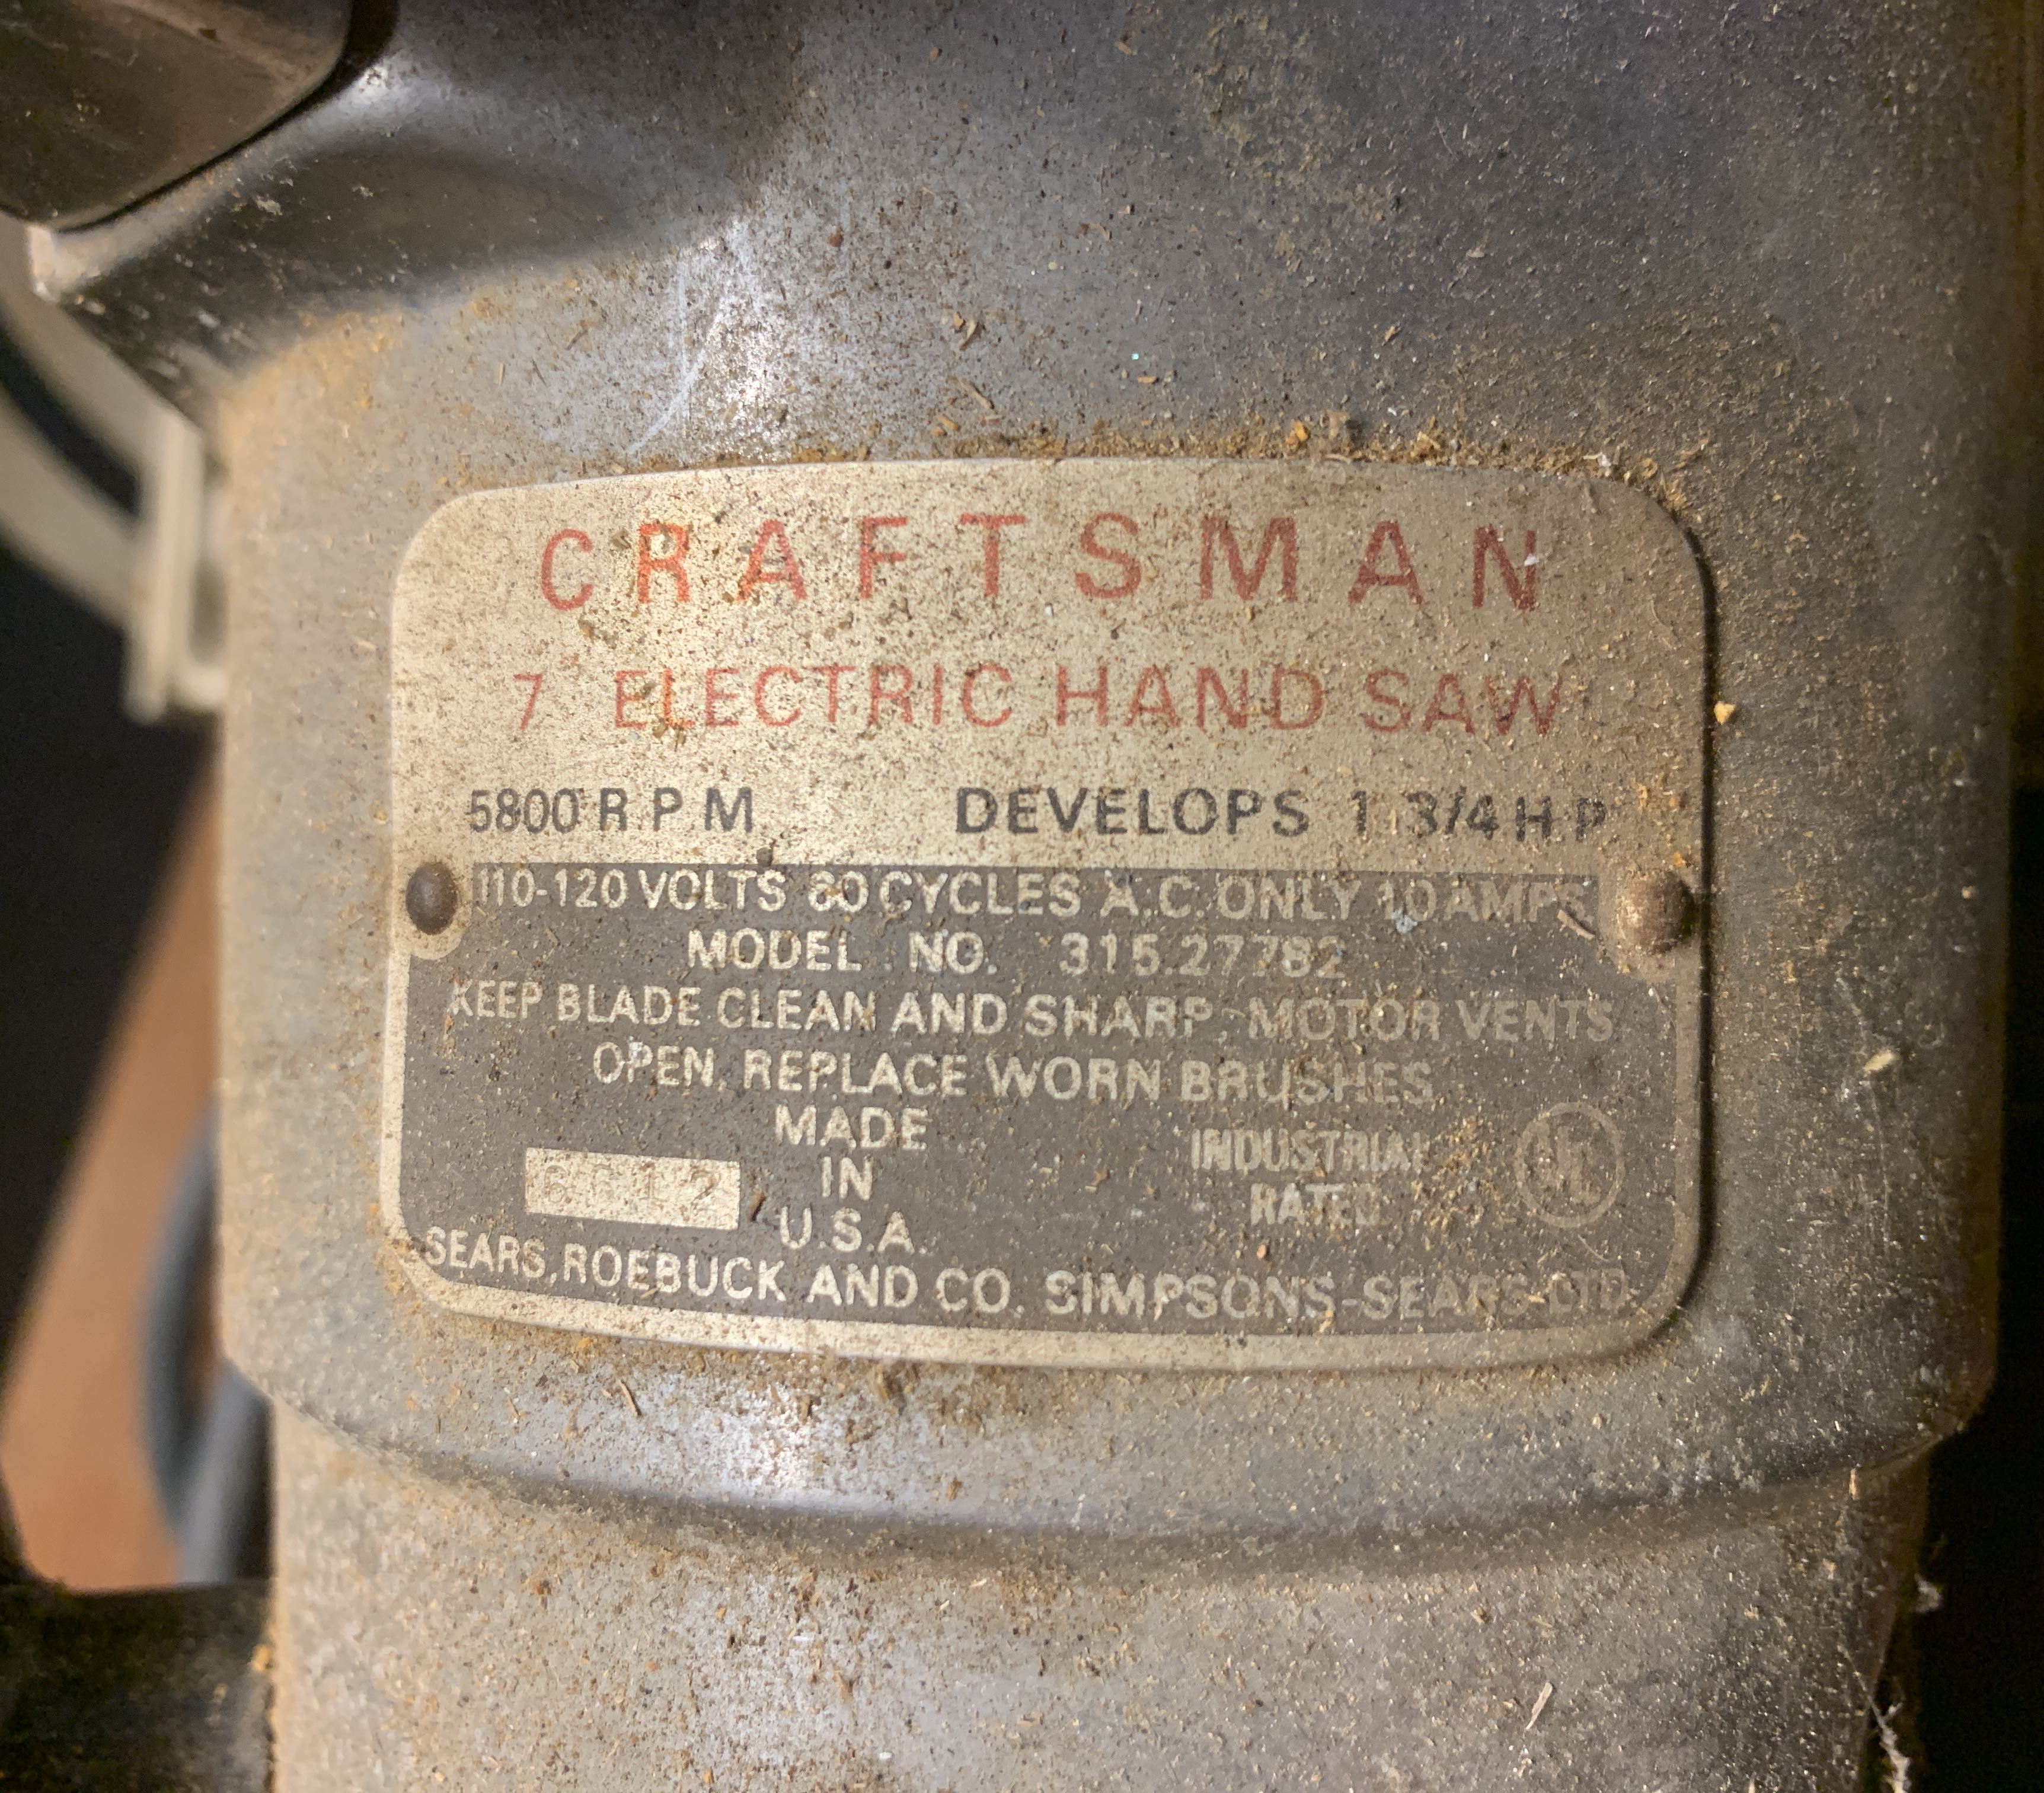 CRAFTSMAN
7" ELECTRIC HAND SAW
5800 R P M DEVELOPS 1 3/4 H P
110-120 VOLTS 60 CYCLES A.C. ONLY 10 AMPS
MODEL NO. 315.27782
KEEP BLADE CLEAN AND SHARP, MOTOR VENTS
OPEN, REPLACE WORN BRUSHES.
MADE
IN
U.S.A.
INDUSTRIAL
RATED
UL
SEARS, ROEBUCK AND CO. SIMPSONS-SEARS-LTD.